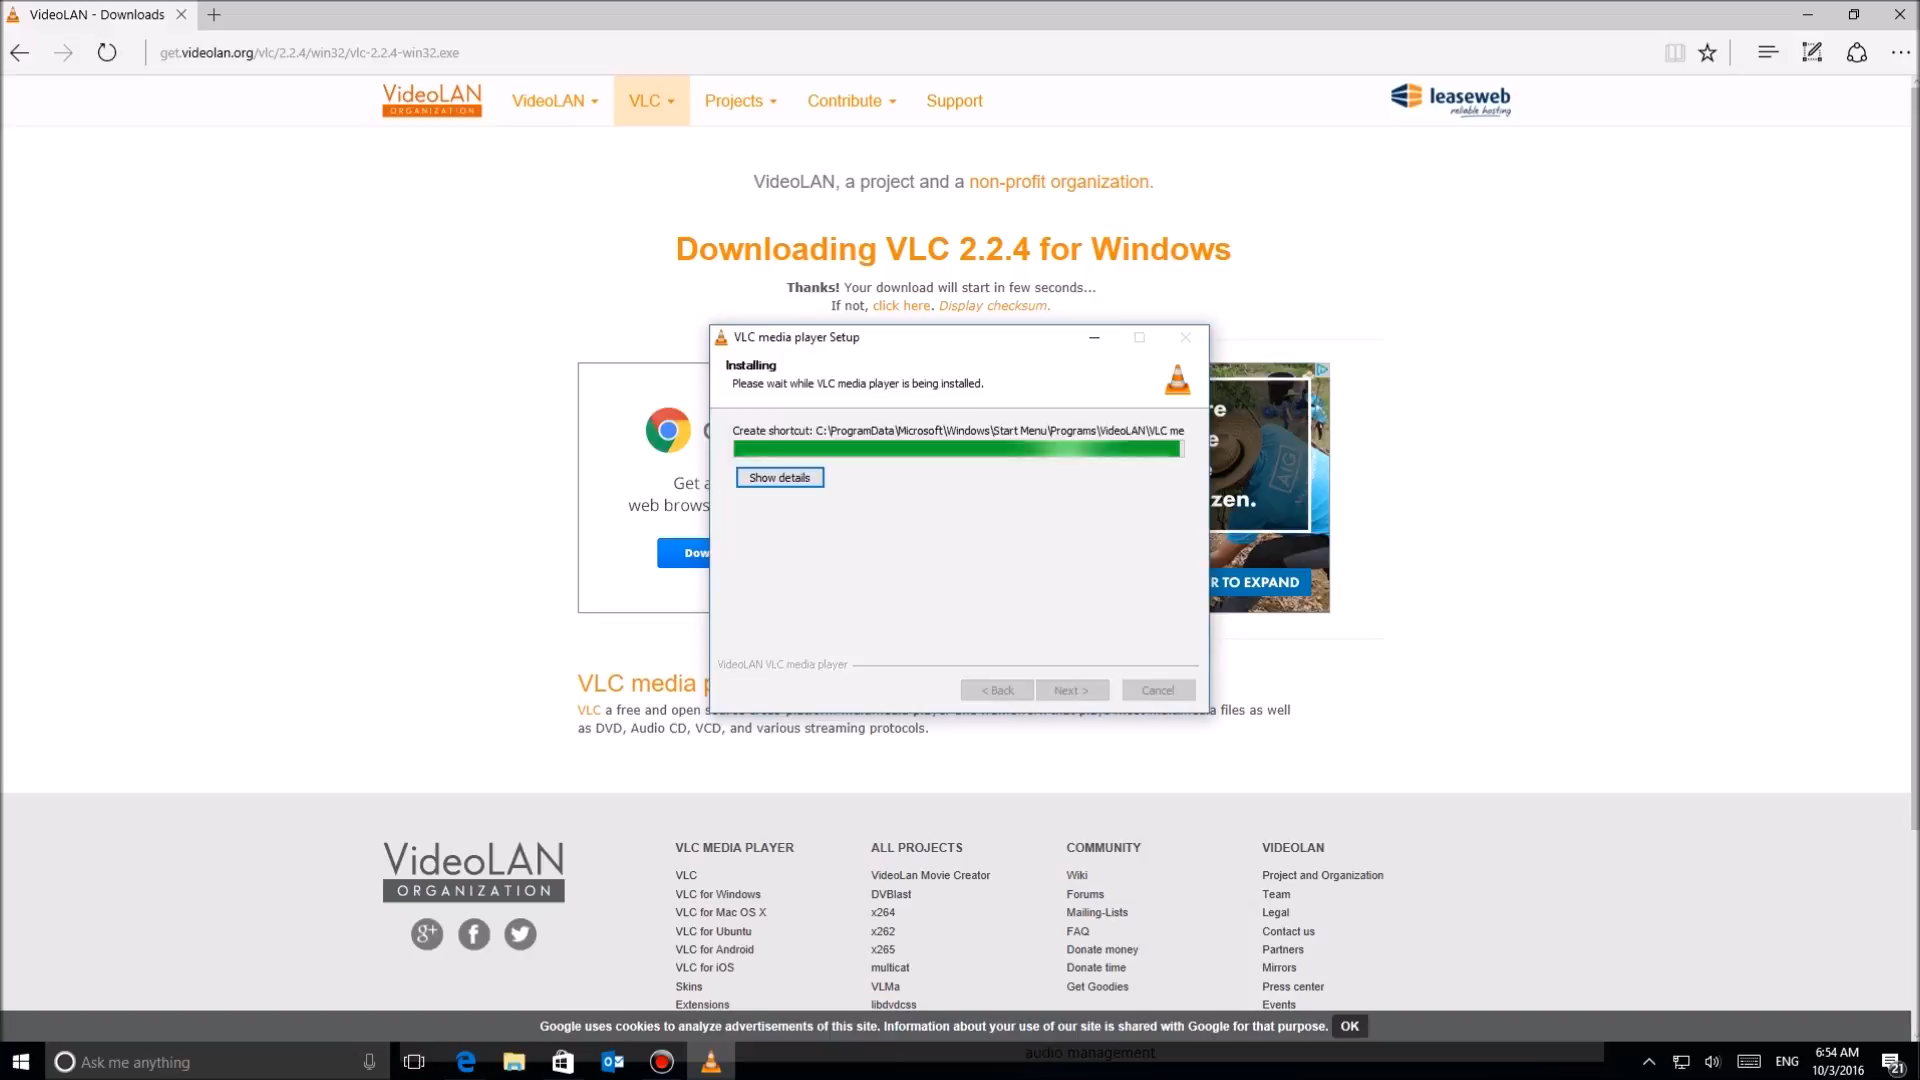 VideoLAN - Downloads
get.videolan.org/vlc/2.2.4/win32/vlc-2.2.4-win32.exe
VideoLAN
ORGANIZATION
VideoLAN
VLC
Projects
Contribute
Support
leaseweb
reliable hosting
VideoLAN, a project and a non-profit organization.
Downloading VLC 2.2.4 for Windows
Thanks! Your download will start in few seconds...
If not, click here. Display checksum.
VLC media player Setup
Installing
Please wait while VLC media player is being installed.
Create shortcut: C:\ProgramData\Microsoft\Windows\Start Menu\Programs\VideoLAN\VLC me
Show details
VideoLAN VLC media player
< Back
Next >
Cancel
Get a
web brows
Dow
re
e
AIG
zen.
R TO EXPAND
VLC media p
VLC a free and open
a files as well
as DVD, Audio CD, VCD, and various streaming protocols.
VideoLAN
ORGANIZATION
g+
f
VLC MEDIA PLAYER
VLC
VLC for Windows
VLC for Mac OS X
VLC for Ubuntu
VLC for Android
VLC for iOS
Skins
Extensions
ALL PROJECTS
VideoLan Movie Creator
DVBlast
x264
x262
x265
multicat
VLMa
libdvdcss
COMMUNITY
Wiki
Forums
Mailing-Lists
FAQ
Donate money
Donate time
Get Goodies
VIDEOLAN
Project and Organization
Team
Legal
Contact us
Partners
Mirrors
Press center
Events
Google uses cookies to analyze advertisements of this site. Information about your use of our site is shared with Google for that purpose.
OK
audio management
Ask me anything
ENG
6:54 AM
10/3/2016
21